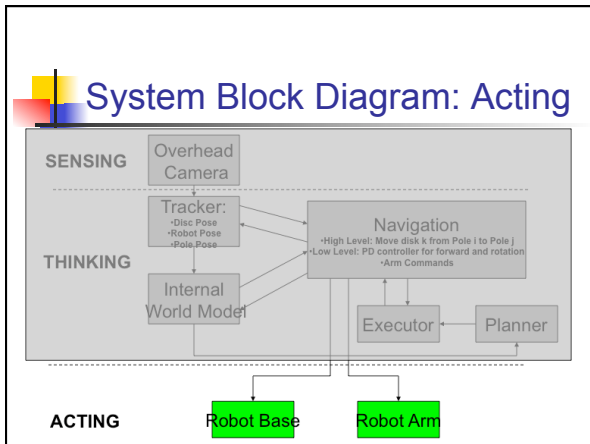 System Block Diagram: Acting
SENSING
Overhead
Camera
THINKING
Tracker:
•Disc Pose
•Robot Pose
•Pole Pose
Navigation
•High Level: Move disk k from Pole i to Pole j
•Low Level: PD controller for forward and rotation
•Arm Commands
Internal
World Model
Executor
Planner
ACTING
Robot Base
Robot Arm